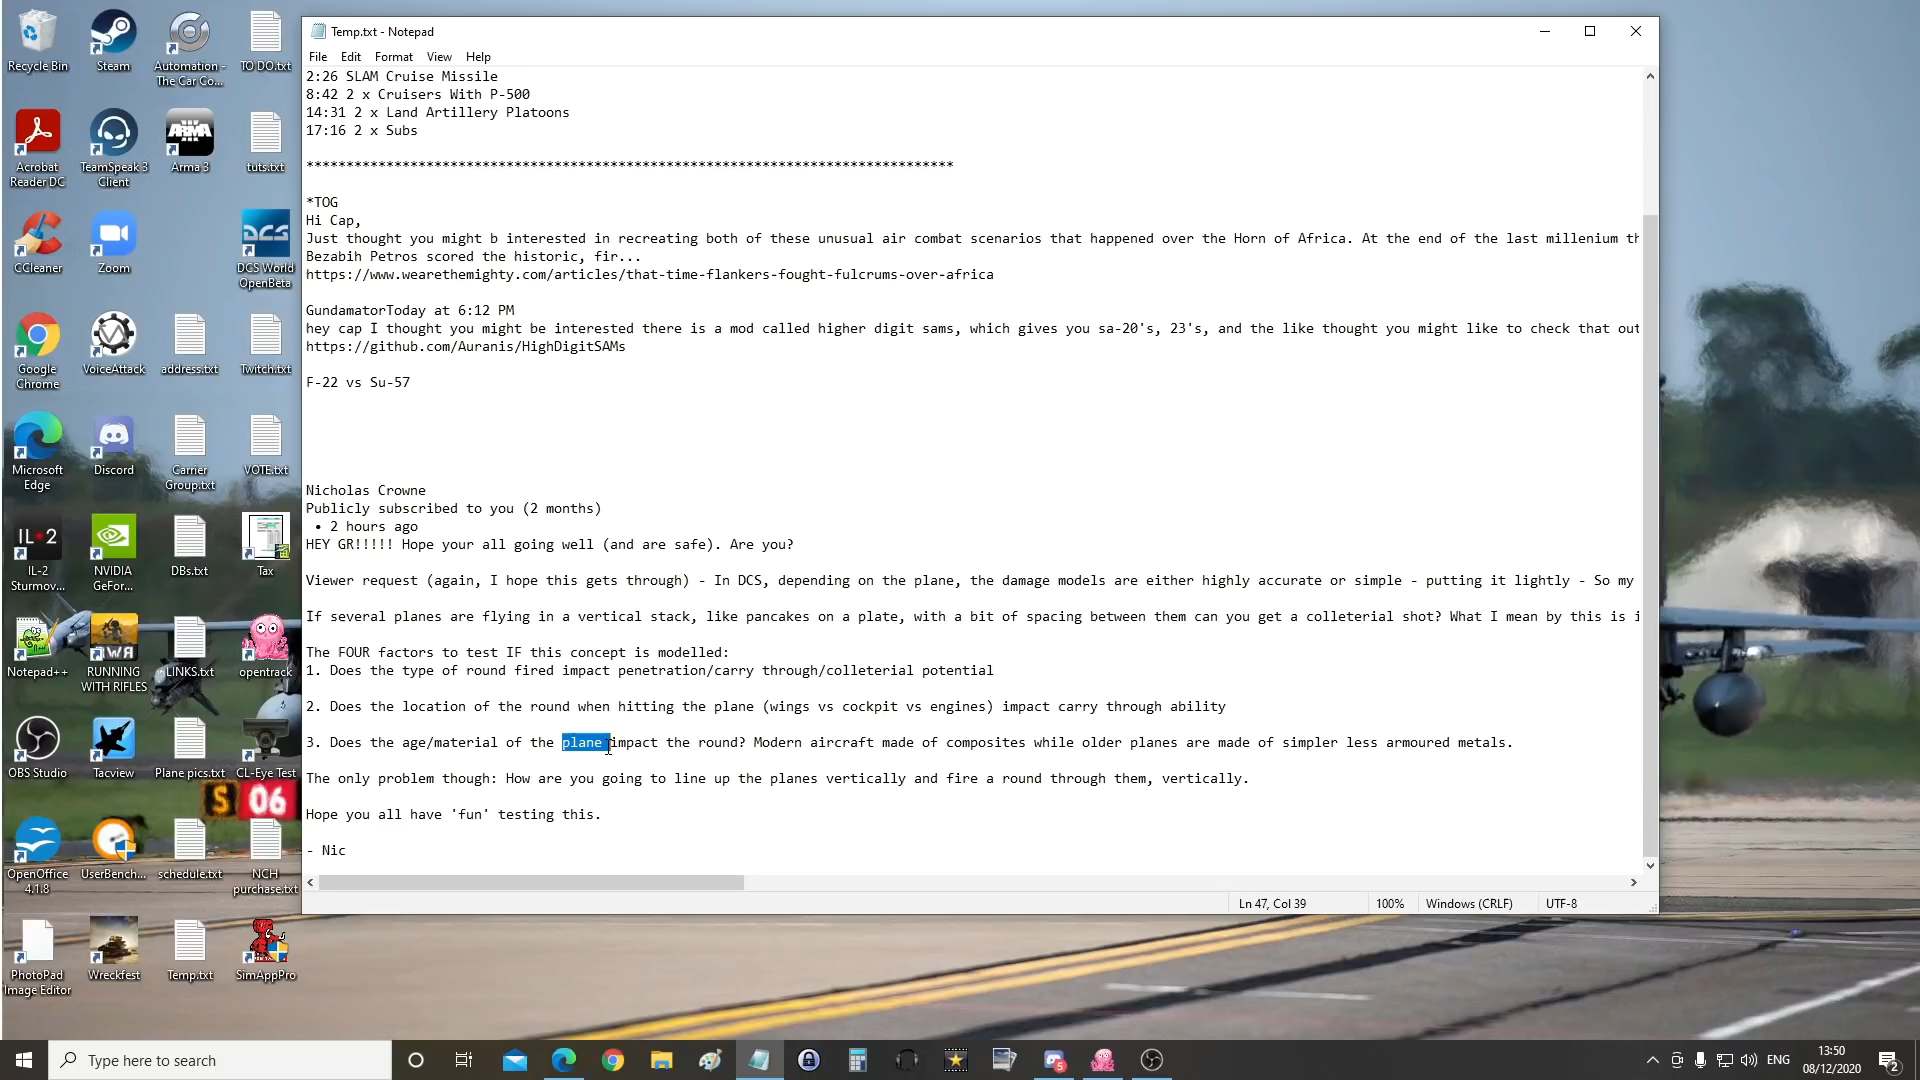 Temp.txt - Notepad
File Edit Format View Help
2:26 SLAM Cruise Missile
8:42 2 x Cruisers With P-500
14:31 2 x Land Artillery Platoons
17:16 2 x Subs
*********************************************************************************
*TOG
Hi Cap,
Just thought you might b interested in recreating both of these unusual air combat scenarios that happened over the Horn of Africa. At the end of the last millenium th
Bezabih Petros scored the historic, fir...
https://www.wearethemighty.com/articles/that-time-flankers-fought-fulcrums-over-africa
GundamatorToday at 6:12 PM
hey cap I thought you might be interested there is a mod called higher digit sams, which gives you sa-20's, 23's, and the like thought you might like to check that out
https://github.com/Auranis/HighDigitSAMs
F-22 vs Su-57
Nicholas Crowne
Publicly subscribed to you (2 months)
• 2 hours ago
HEY GR!!!!! Hope your all going well (and are safe). Are you?
Viewer request (again, I hope this gets through) - In DCS, depending on the plane, the damage models are either highly accurate or simple - putting it lightly - So my
If several planes are flying in a vertical stack, like pancakes on a plate, with a bit of spacing between them can you get a colleterial shot? What I mean by this is i
The FOUR factors to test IF this concept is modelled:
1. Does the type of round fired impact penetration/carry through/colleterial potential
2. Does the location of the round when hitting the plane (wings vs cockpit vs engines) impact carry through ability
3. Does the age/material of the plane impact the round? Modern aircraft made of composites while older planes are made of simpler less armoured metals.
The only problem though: How are you going to line up the planes vertically and fire a round through them, vertically.
Hope you all have 'fun' testing this.
- Nic
Ln 47, Col 39 100% Windows (CRLF) UTF-8
Recycle Bin
Steam
Automation - The Car Co...
TO DO.txt
Acrobat Reader DC
TeamSpeak 3 Client
Arma 3
tuts.txt
CCleaner
Zoom
DCS World OpenBeta
Google Chrome
VoiceAttack
address.txt
Twitch.txt
Microsoft Edge
Discord
Carrier Group.txt
VOTE.txt
IL-2 Sturmov...
NVIDIA GeFor...
DBs.txt
Tax
Notepad++
RUNNING WITH RIFLES
LINKS.txt
opentrack
OBS Studio
Tacview
Plane pics.txt
CL-Eye Test
S 06
OpenOffice 4.1.8
UserBench...
schedule.txt
NCH purchase.txt
PhotoPad Image Editor
Wreckfest
Temp.txt
SimAppPro
Type here to search
ENG
13:50
08/12/2020